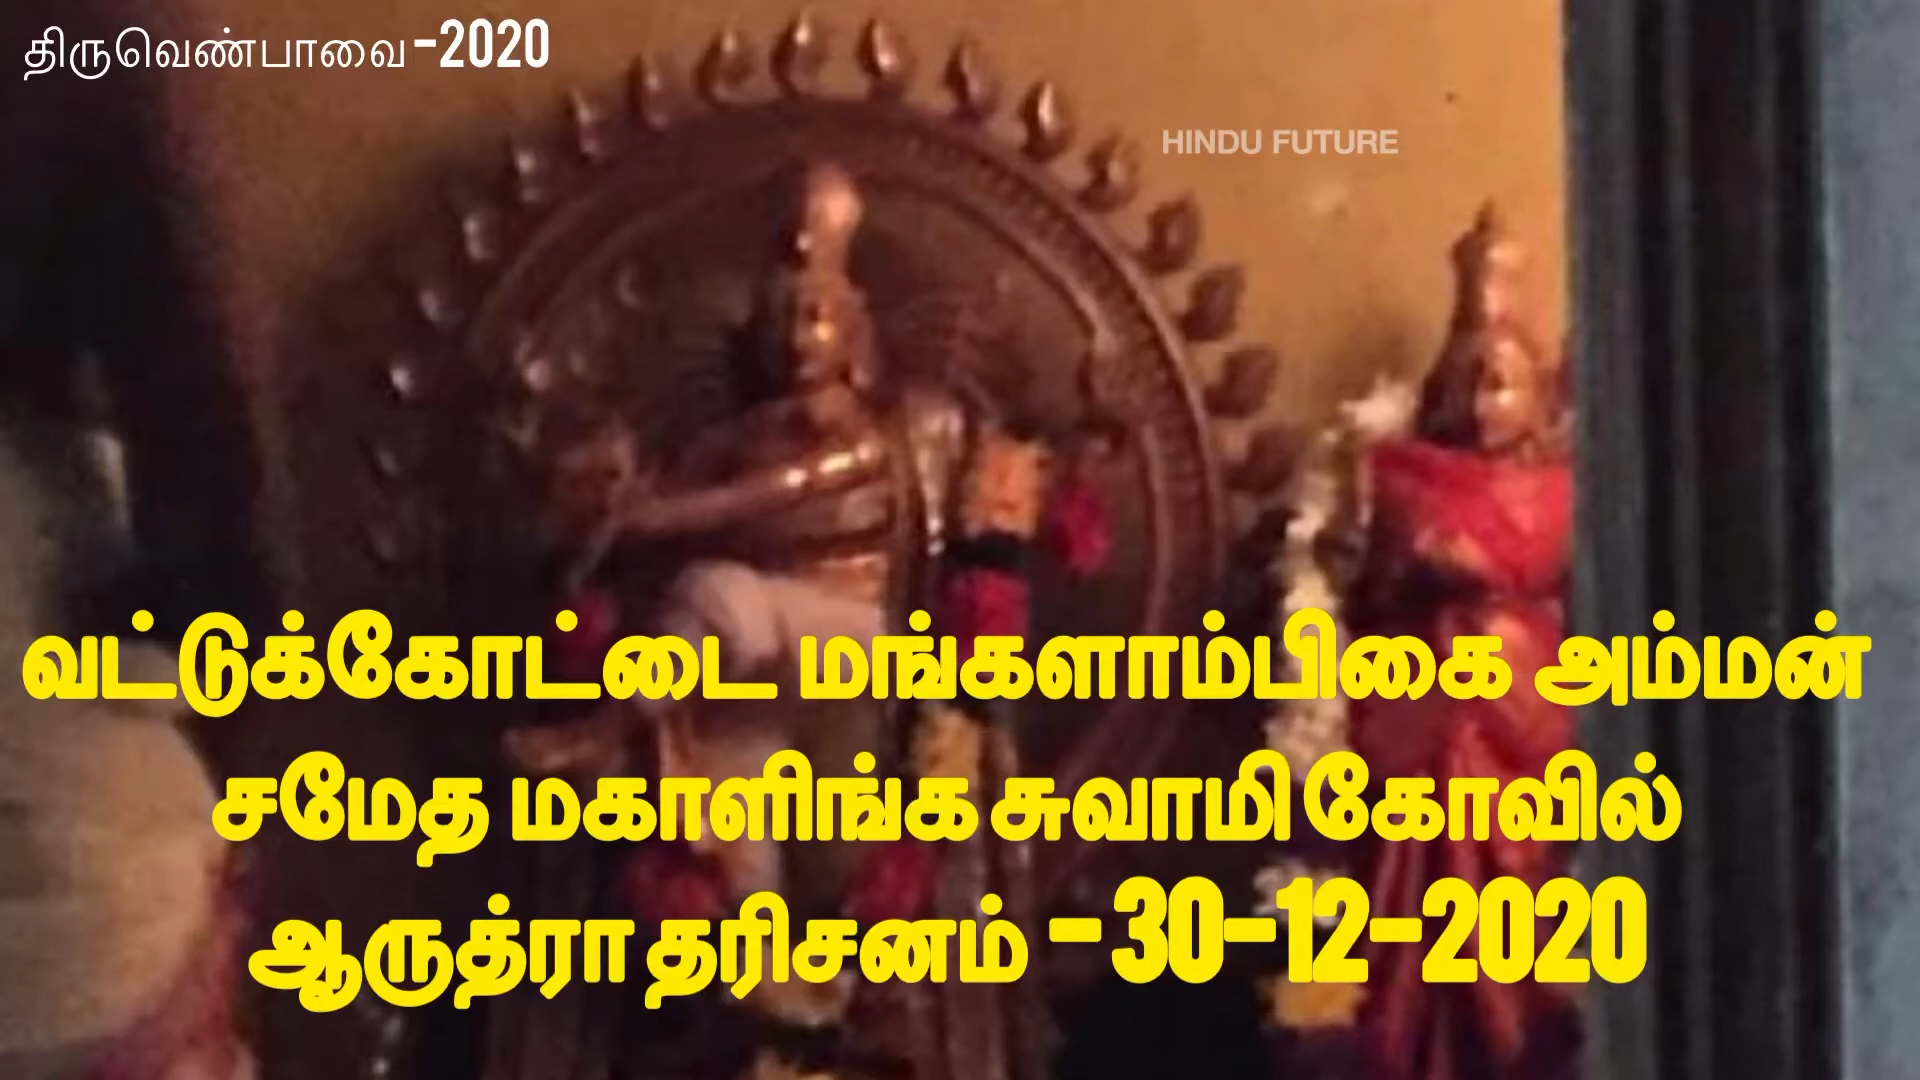 திருவெண்பாவை -2020
HINDU FUTURE
வட்டுக்கோட்டை மங்களாம்பிகை அம்மன்
சமேத மகாளிங்க சுவாமி கோவில்
ஆருத்ரா தரிசனம் -30-12-2020